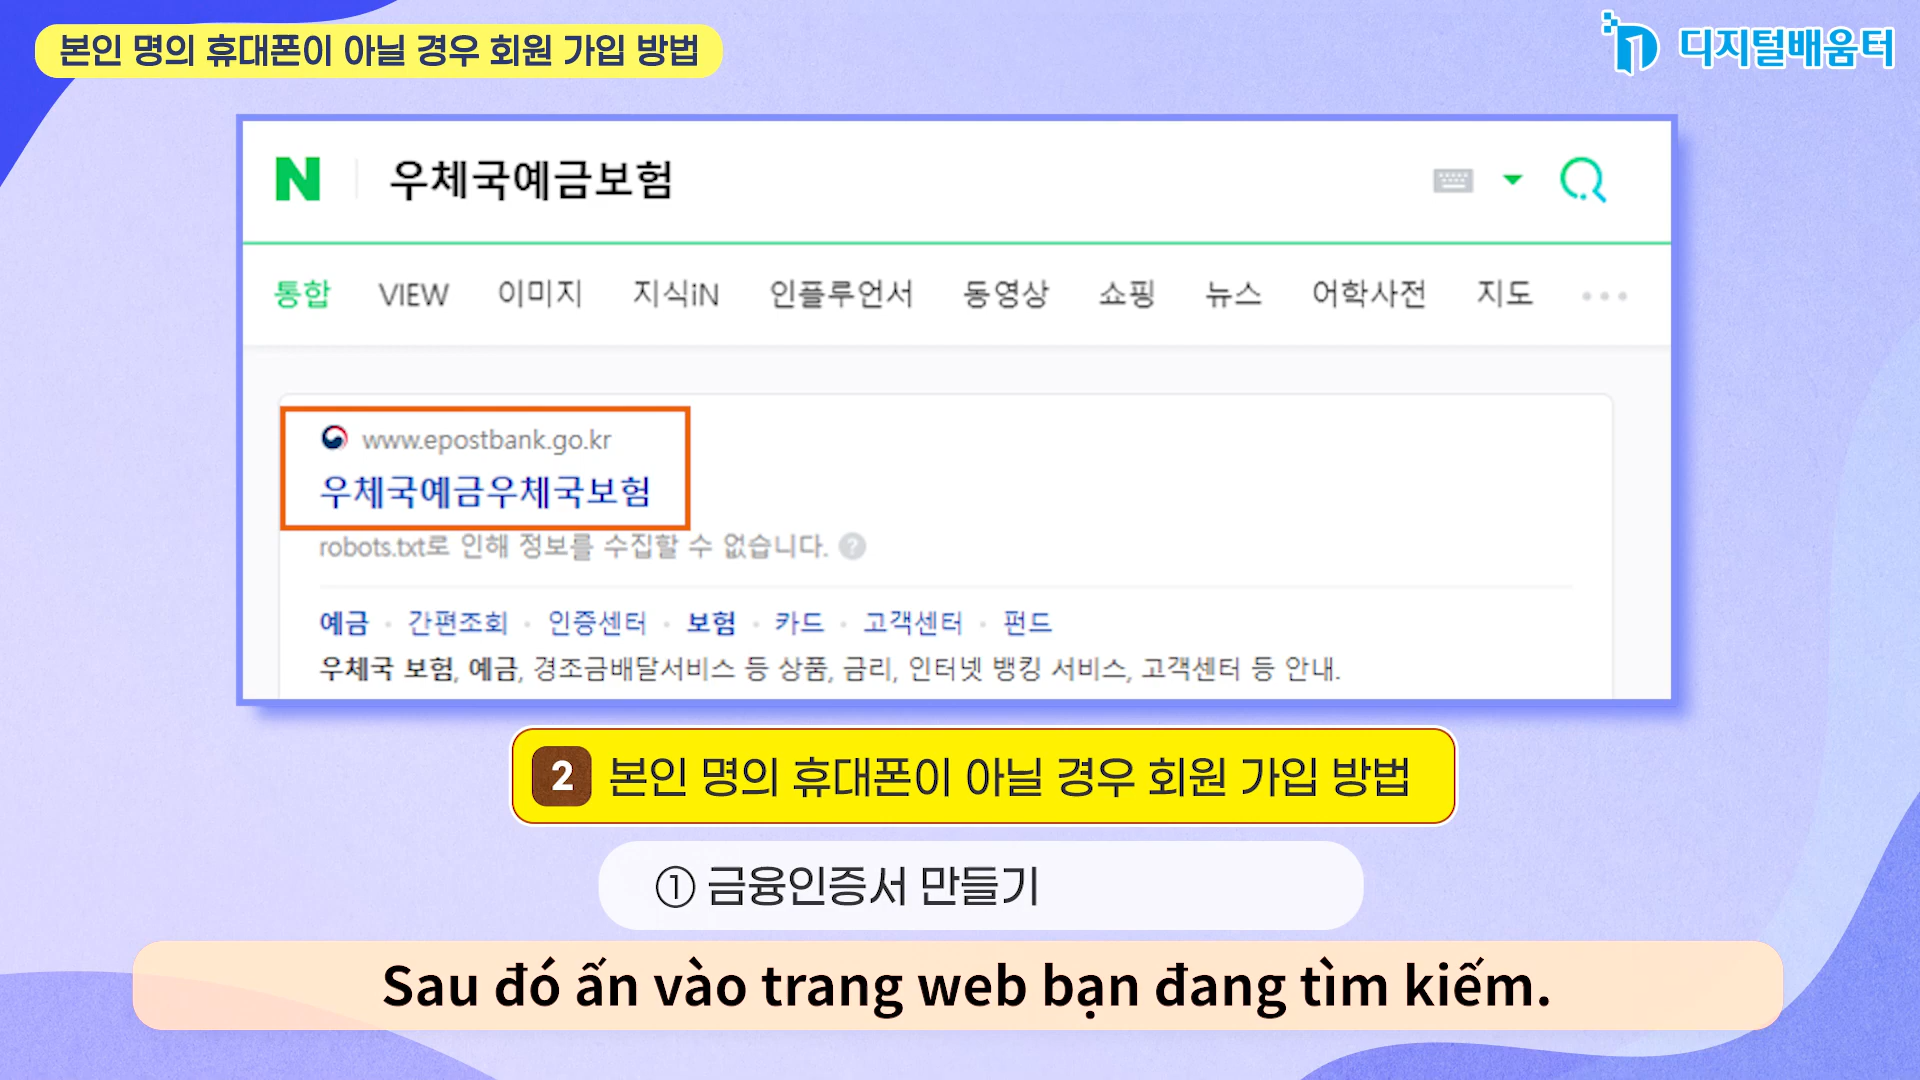 본인 명의 휴대폰이 아닐 경우 회원 가입 방법
디지털배움터
N 우체국예금보험
통합 VIEW 이미지 지식iN 인플루언서 동영상 쇼핑 뉴스 어학사전 지도
www.epostbank.go.kr
우체국예금우체국보험
robots.txt로 인해 정보를 수집할 수 없습니다. ?
예금 · 간편조회 · 인증센터 · 보험 · 카드 · 고객센터 · 펀드
우체국 보험, 예금, 경조금배달서비스 등 상품, 금리, 인터넷 뱅킹 서비스, 고객센터 등 안내.
2 본인 명의 휴대폰이 아닐 경우 회원 가입 방법
① 금융인증서 만들기
Sau đó ấn vào trang web bạn đang tìm kiếm.